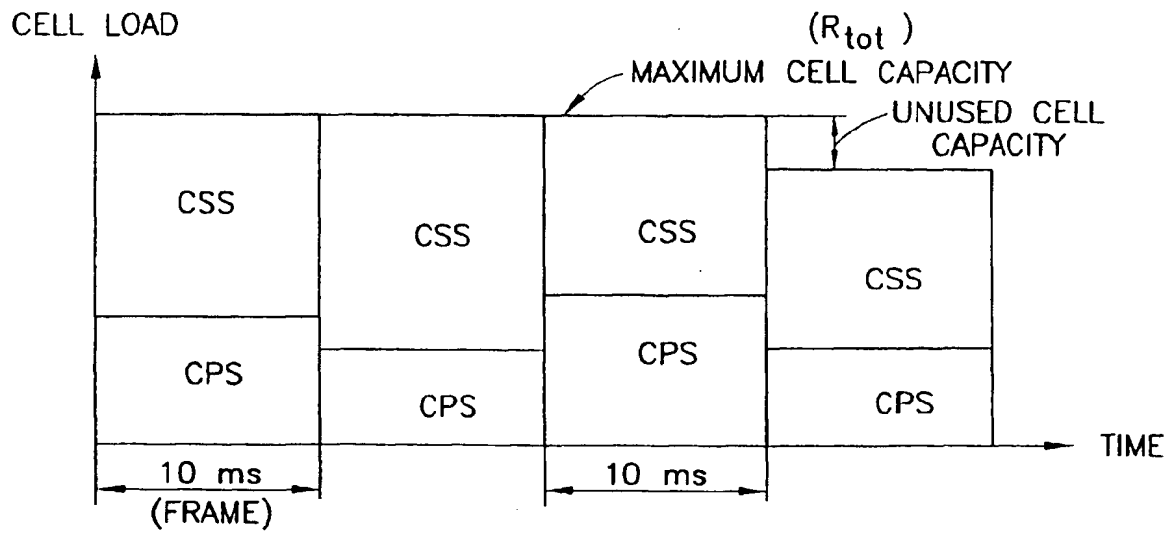 CELL LOAD
(Rtot)
MAXIMUM CELL CAPACITY
UNUSED CELL
CAPACITY
CSS
CSS
CSS
CSS
CPS
CPS
CPS
CPS
TIME
10 ms
(FRAME)
10 ms